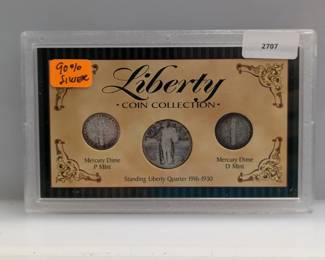 2707
90%
SILVER
Liberty
• COIN COLLECTION •
Mercury Dime
P Mint
Mercury Dime
D Mint
Standing Liberty Quarter 1916-1930